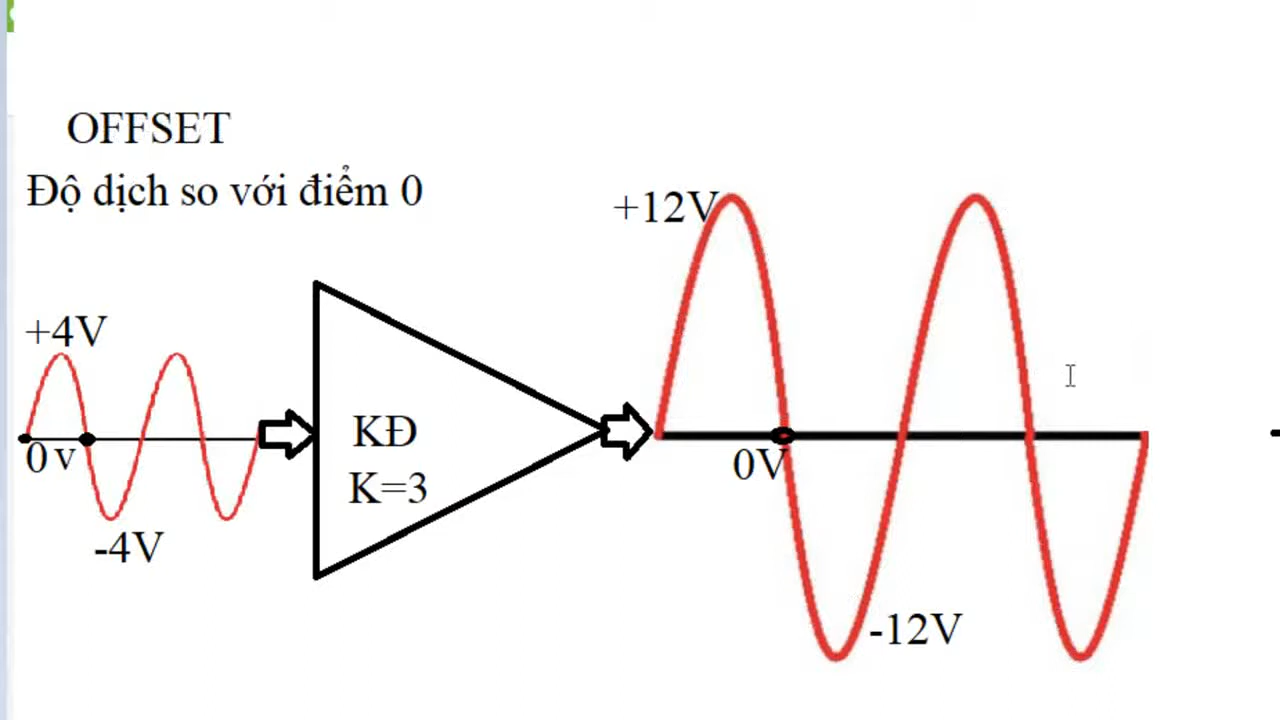 OFFSET
Độ dịch so với điểm 0
+12V
+4V
KĐ
0 v
0V
K=3
-4V
-12V